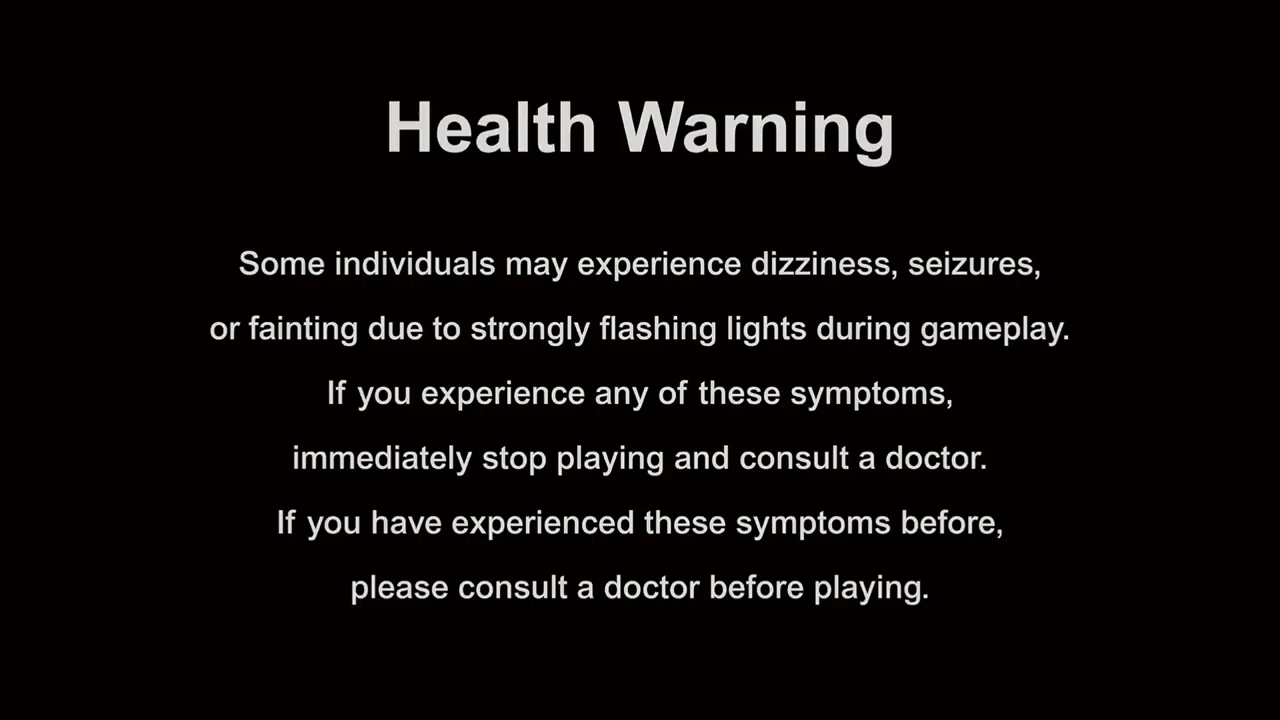 Health Warning
Some individuals may experience dizziness, seizures,
or fainting due to strongly flashing lights during gameplay.
If you experience any of these symptoms,
immediately stop playing and consult a doctor.
If you have experienced these symptoms before,
please consult a doctor before playing.